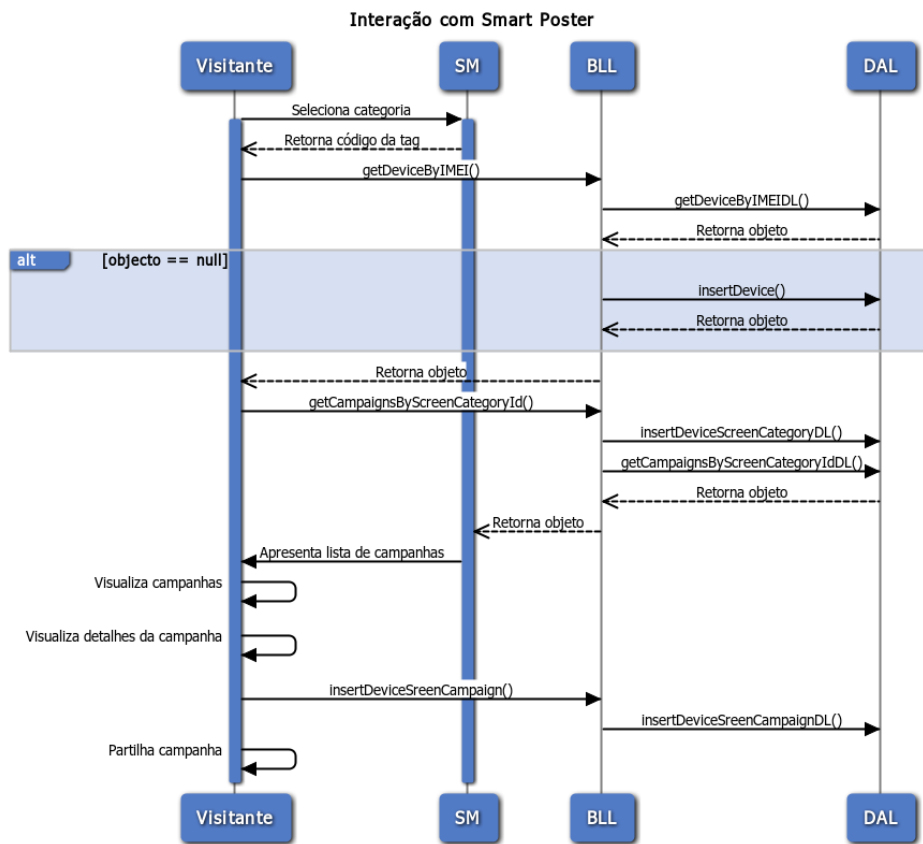 Interação com Smart Poster
Visitante
SM
BLL
DAL
Seleciona categoria
Retorna código da tag
getDeviceByIMEI()
getDeviceByIMEIDL()
Retorna objeto
alt
[objecto == null]
insertDevice()
Retorna objeto
Retorna objeto
getCampaignsByScreenCategoryId()
insertDeviceScreenCategoryDL()
getCampaignsByScreenCategoryIdDL()
Retorna objeto
Retorna objeto
Apresenta lista de campanhas
Visualiza campanhas
Visualiza detalhes da campanha
insertDeviceSreenCampaign()
insertDeviceSreenCampaignDL()
Partilha campanha
Visitante
SM
BLL
DAL